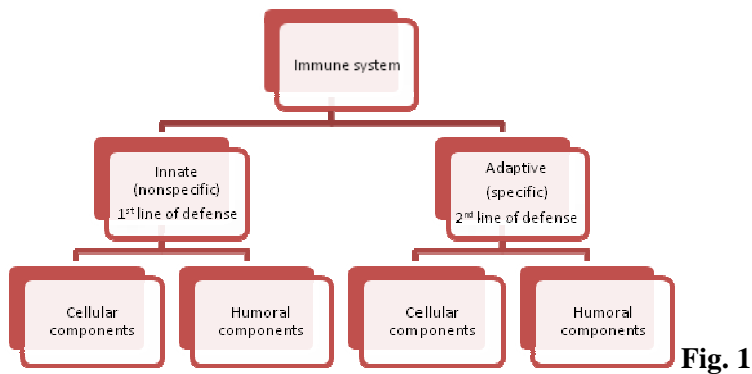 Immune system
Innate
(nonspecific)
1st line of defense
Adaptive
(specific)
2nd line of defense
Cellular
components
Humoral
components
Cellular
components
Humoral
components
Fig. 1